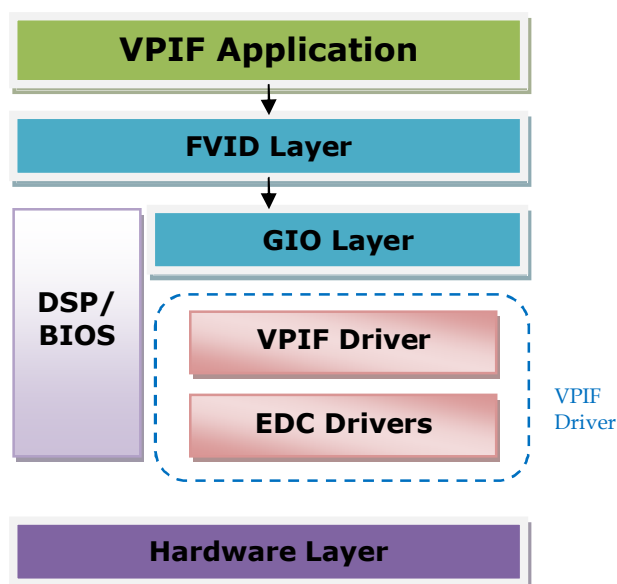 VPIF Application
FVID Layer
GIO Layer
DSP/
BIOS
VPIF Driver
EDC Drivers
VPIF
Driver
Hardware Layer